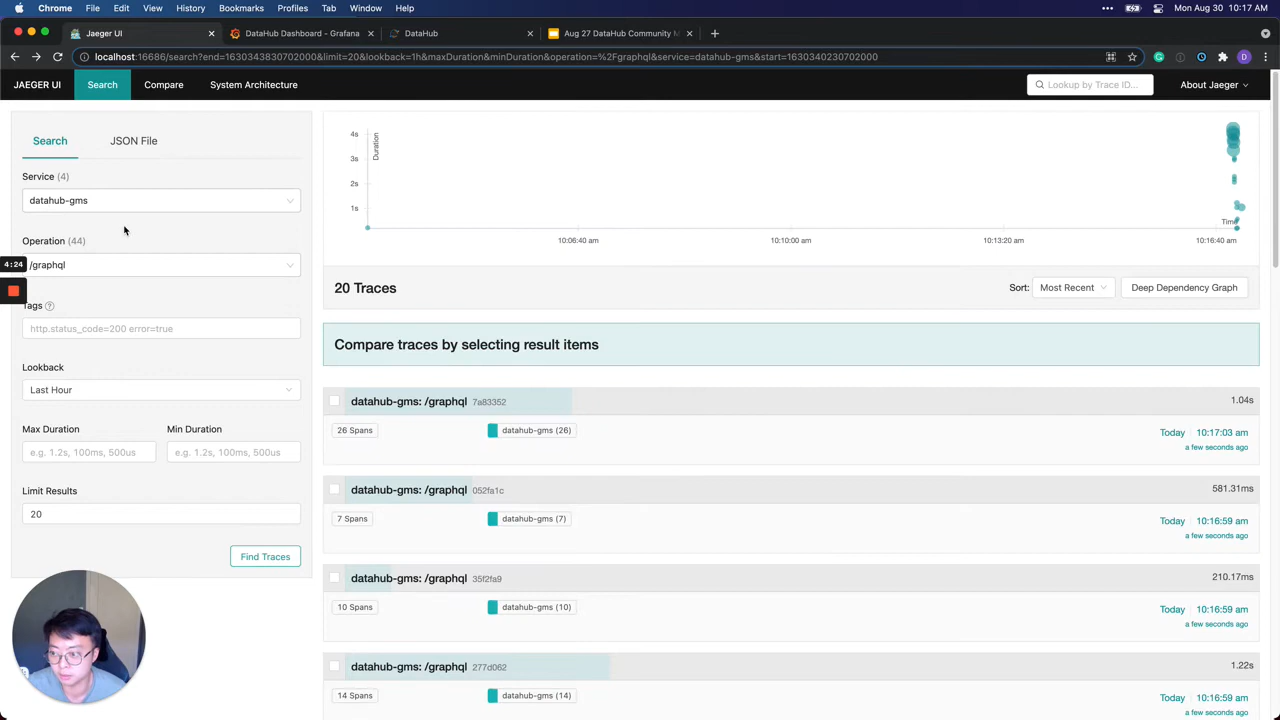 Chrome File Edit View History Bookmarks Profiles Tab Window Help
Mon Aug 30 10:17 AM
Jaeger UI
DataHub Dashboard - Grafana
DataHub
Aug 27 DataHub Community M
localhost:16686/search?end=1630343830702000&limit=20&lookback=1h&maxDuration&minDuration&operation=%2Fgraphql&service=datahub-gms&start=1630340230702000
D
JAEGER UI
Search
Compare
System Architecture
Lookup by Trace ID...
About Jaeger
Search
JSON File
Service (4)
datahub-gms
Operation (44)
/graphql
4:24
Tags ?
http.status_code=200 error=true
Lookback
Last Hour
Max Duration
Min Duration
e.g. 1.2s, 100ms, 500us
e.g. 1.2s, 100ms, 500us
Limit Results
20
Find Traces
Duration
4s
3s
2s
1s
Time
10:06:40 am
10:10:00 am
10:13:20 am
10:16:40 am
20 Traces
Sort: Most Recent
Deep Dependency Graph
Compare traces by selecting result items
datahub-gms: /graphql 7a83352
1.04s
26 Spans
datahub-gms (26)
Today 10:17:03 am
a few seconds ago
datahub-gms: /graphql 052fa1c
581.31ms
7 Spans
datahub-gms (7)
Today 10:16:59 am
a few seconds ago
datahub-gms: /graphql 35f2fa9
210.17ms
10 Spans
datahub-gms (10)
Today 10:16:59 am
a few seconds ago
datahub-gms: /graphql 277d062
1.22s
14 Spans
datahub-gms (14)
Today 10:16:59 am
a few seconds ago